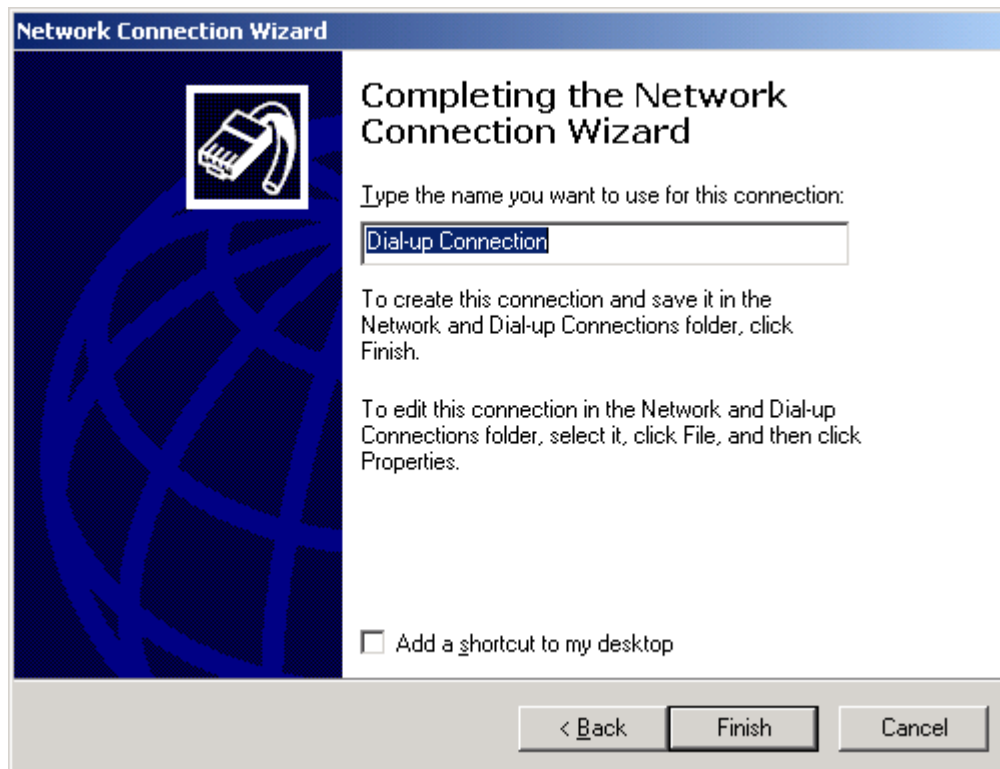 Network Connection Wizard
Completing the Network
Connection Wizard
Type the name you want to use for this connection:
Dial-up Connection
To create this connection and save it in the
Network and Dial-up Connections folder, click
Finish.
To edit this connection in the Network and Dial-up
Connections folder, select it, click File, and then click
Properties.
Add a shortcut to my desktop
< Back Finish Cancel